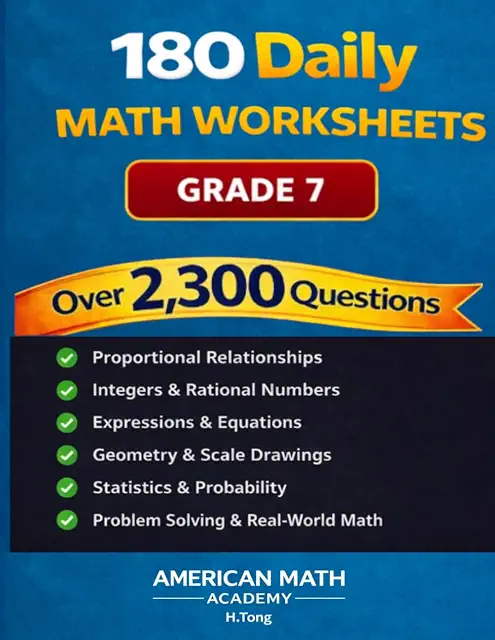 180 Daily
MATH WORKSHEETS
GRADE 7
Over 2,300 Questions
Proportional Relationships
Integers & Rational Numbers
Expressions & Equations
Geometry & Scale Drawings
Statistics & Probability
Problem Solving & Real-World Math
AMERICAN MATH
ACADEMY
H.Tong